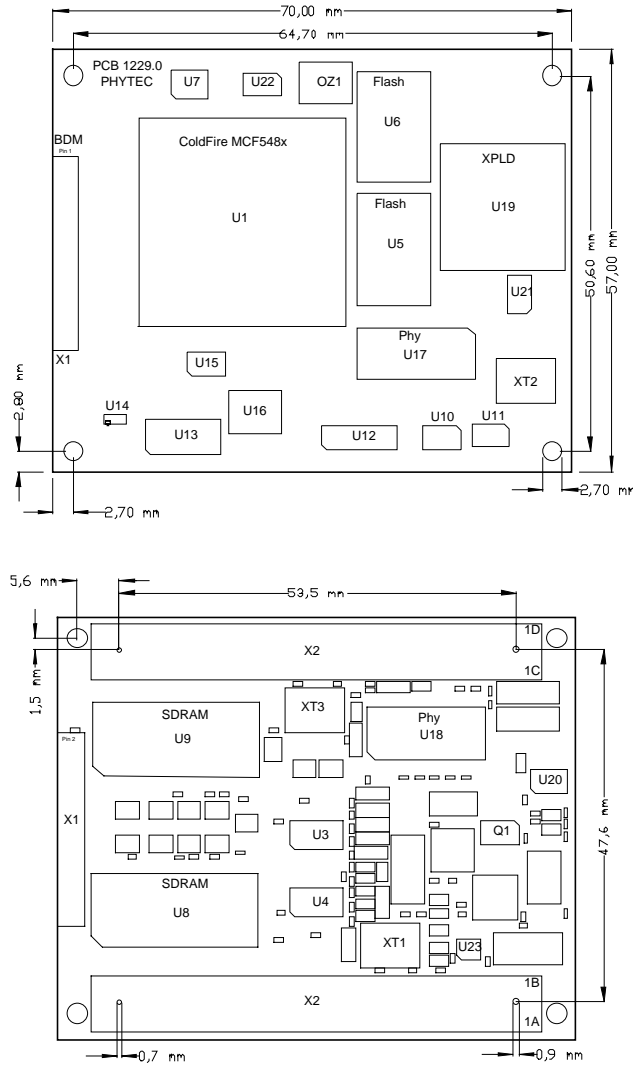 70,00 mm
64,70 mm
PCB 1229.0
PHYTEC
U7
U22
OZ1
Flash
U6
BDM
Pin 1
ColdFire MCF548x
U1
XPLD
U19
Flash
U5
50,60 mm
57,00 mm
U21
Phy
U17
X1
U15
XT2
2,80 mm
U14
U16
U13
U12
U10
U11
2,70 mm
2,70 mm
5,6 mm
53,5 mm
1D
X2
1C
1,5 mm
SDRAM
U9
XT3
Phy
U18
Pin 2
U20
X1
U3
Q1
47,6 mm
SDRAM
U8
U4
XT1
U23
1B
X2
1A
0,7 mm
0,9 mm